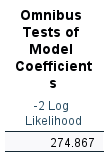 Omnibus
Tests of
Model
Coefficient
s
-2 Log
Likelihood
274.867